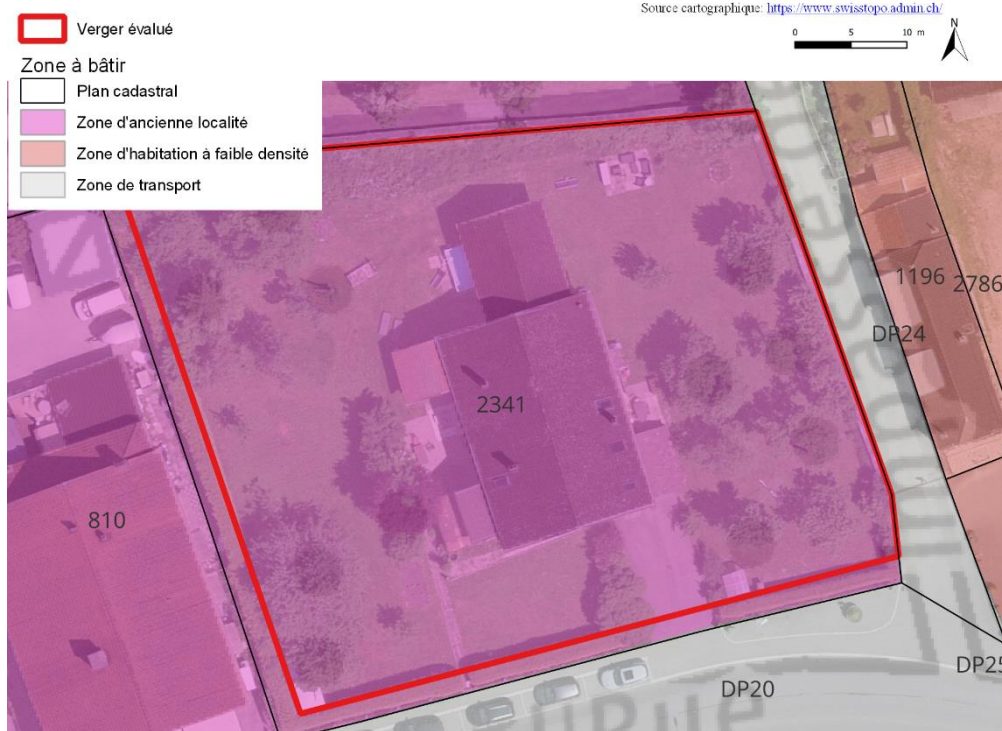 Source cartographique: https://www.swisstopo.admin.ch/
Verger évalué
0 5 10 m
N
Zone à bâtir
Plan cadastral
Zone d'ancienne localité
Zone d'habitation à faible densité
Zone de transport
1196
2786
DP24
2341
810
DP20